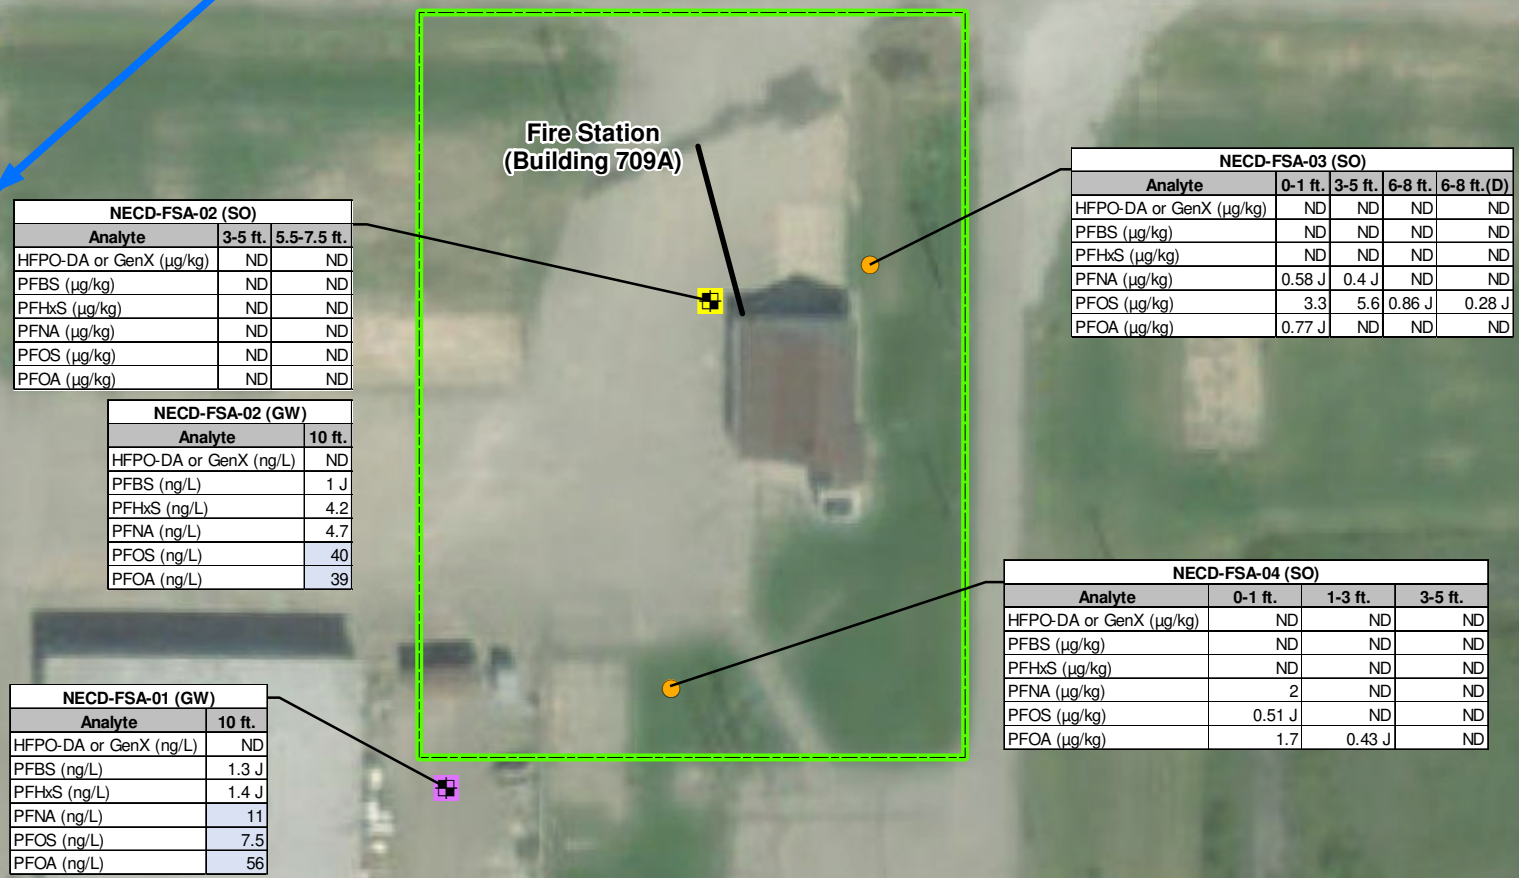 Fire Station
(Building 709A)
NECD-FSA-02 (SO)
Analyte 3-5 ft. 5.5-7.5 ft.
HFPO-DA or GenX (µg/kg) ND ND
PFBS (µg/kg) ND ND
PFHxS (µg/kg) ND ND
PFNA (µg/kg) ND ND
PFOS (µg/kg) ND ND
PFOA (µg/kg) ND ND
NECD-FSA-02 (GW)
Analyte 10 ft.
HFPO-DA or GenX (ng/L) ND
PFBS (ng/L) 1 J
PFHxS (ng/L) 4.2
PFNA (ng/L) 4.7
PFOS (ng/L) 40
PFOA (ng/L) 39
NECD-FSA-01 (GW)
Analyte 10 ft.
HFPO-DA or GenX (ng/L) ND
PFBS (ng/L) 1.3 J
PFHxS (ng/L) 1.4 J
PFNA (ng/L) 11
PFOS (ng/L) 7.5
PFOA (ng/L) 56
NECD-FSA-03 (SO)
Analyte 0-1 ft. 3-5 ft. 6-8 ft. 6-8 ft.(D)
HFPO-DA or GenX (µg/kg) ND ND ND ND
PFBS (µg/kg) ND ND ND ND
PFHxS (µg/kg) ND ND ND ND
PFNA (µg/kg) 0.58 J 0.4 J ND ND
PFOS (µg/kg) 3.3 5.6 0.86 J 0.28 J
PFOA (µg/kg) 0.77 J ND ND ND
NECD-FSA-04 (SO)
Analyte 0-1 ft. 1-3 ft. 3-5 ft.
HFPO-DA or GenX (µg/kg) ND ND ND
PFBS (µg/kg) ND ND ND
PFHxS (µg/kg) ND ND ND
PFNA (µg/kg) 2 ND ND
PFOS (µg/kg) 0.51 J ND ND
PFOA (µg/kg) 1.7 0.43 J ND